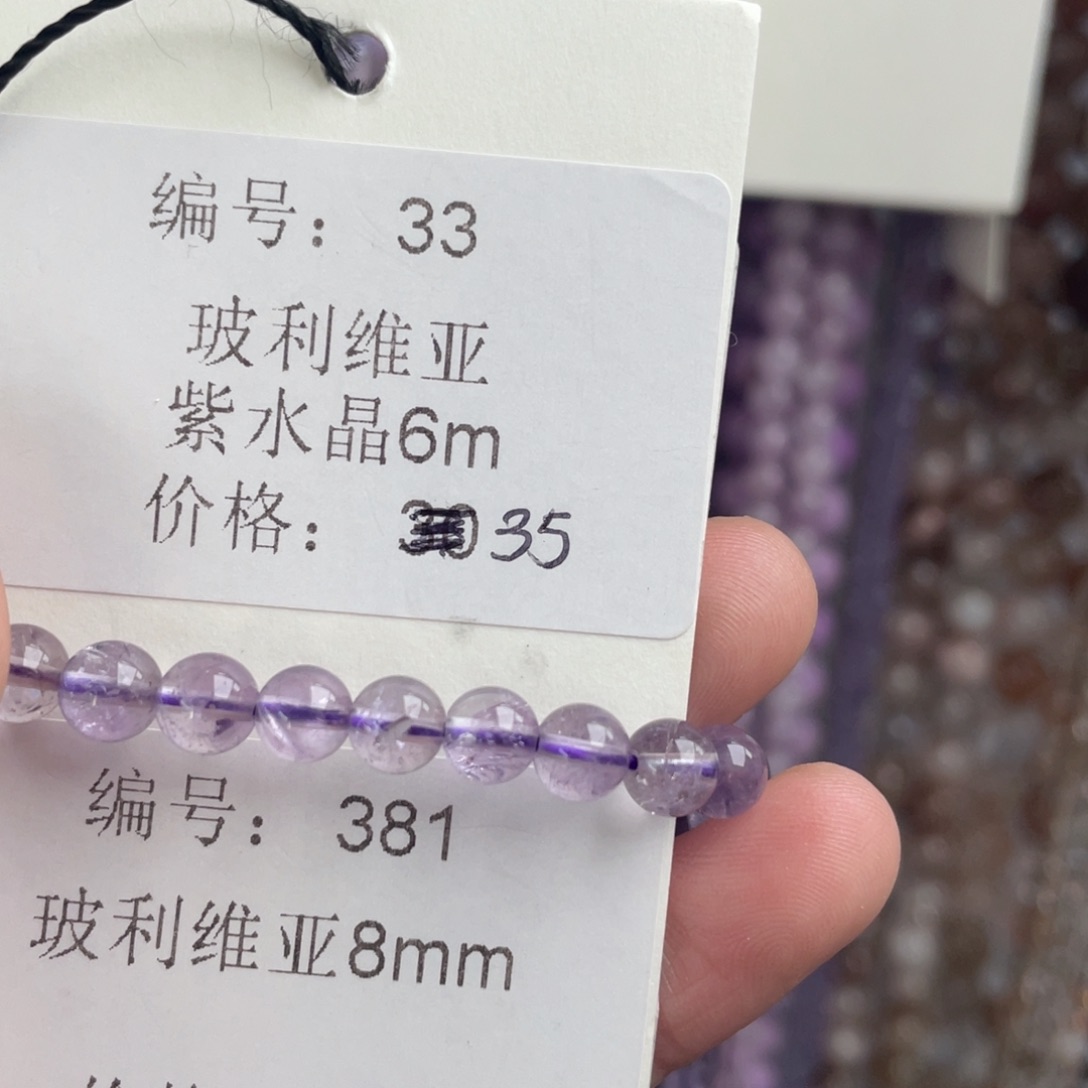 编号： 33
玻利维亚
紫水晶6m
价格： 35
编号： 381
玻利维亚8mm